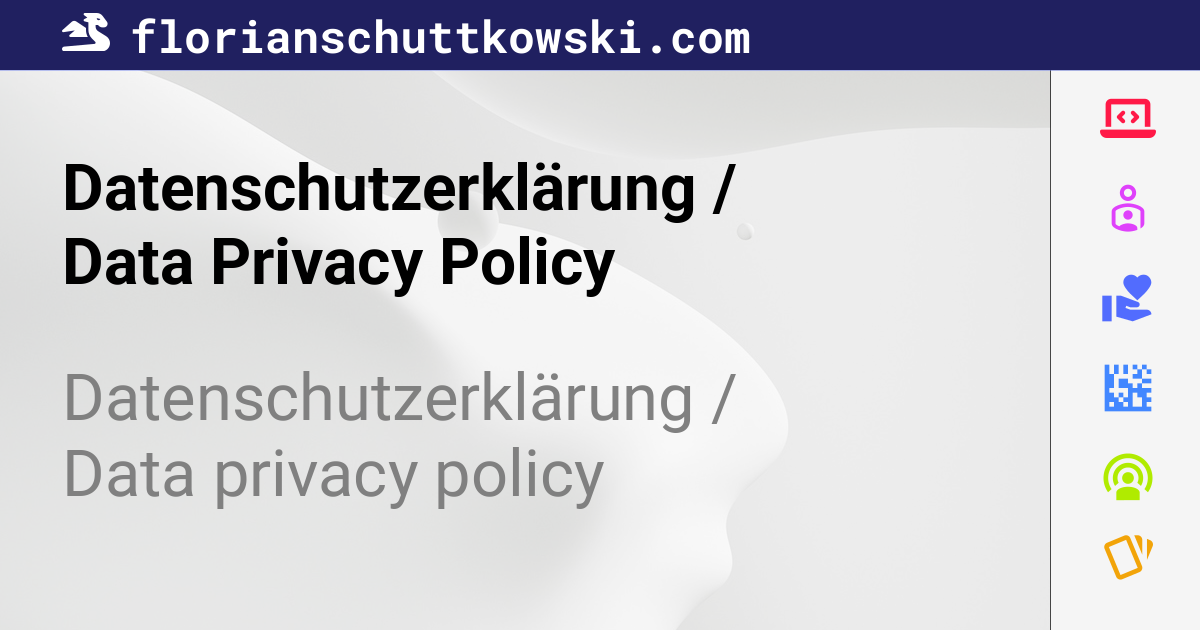 florianschuttkowski.com
Datenschutzerklärung /
Data Privacy Policy
Datenschutzerklärung /
Data privacy policy